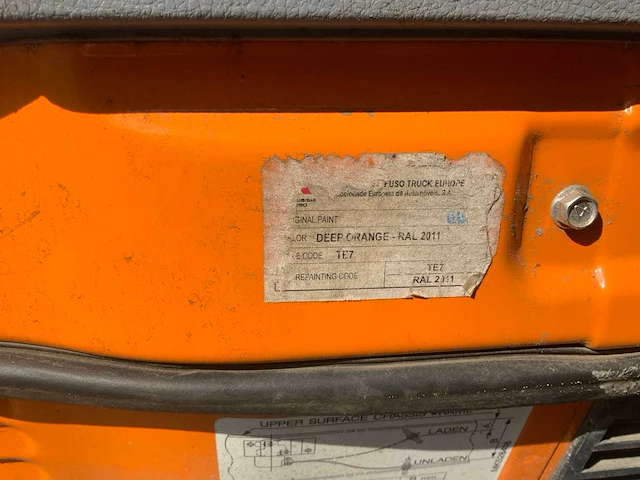 FUSO TRUCK EUROPE
Sociedade Europeia de Automóveis, S.A.
GINAL PAINT
LOR DEEP ORANGE - RAL 2011
E CODE TE7
TE7
REPAINTING CODE RAL 2011
UPPER SURFACE CHASSIS FRAME
LADEN
UNLADEN
A
B